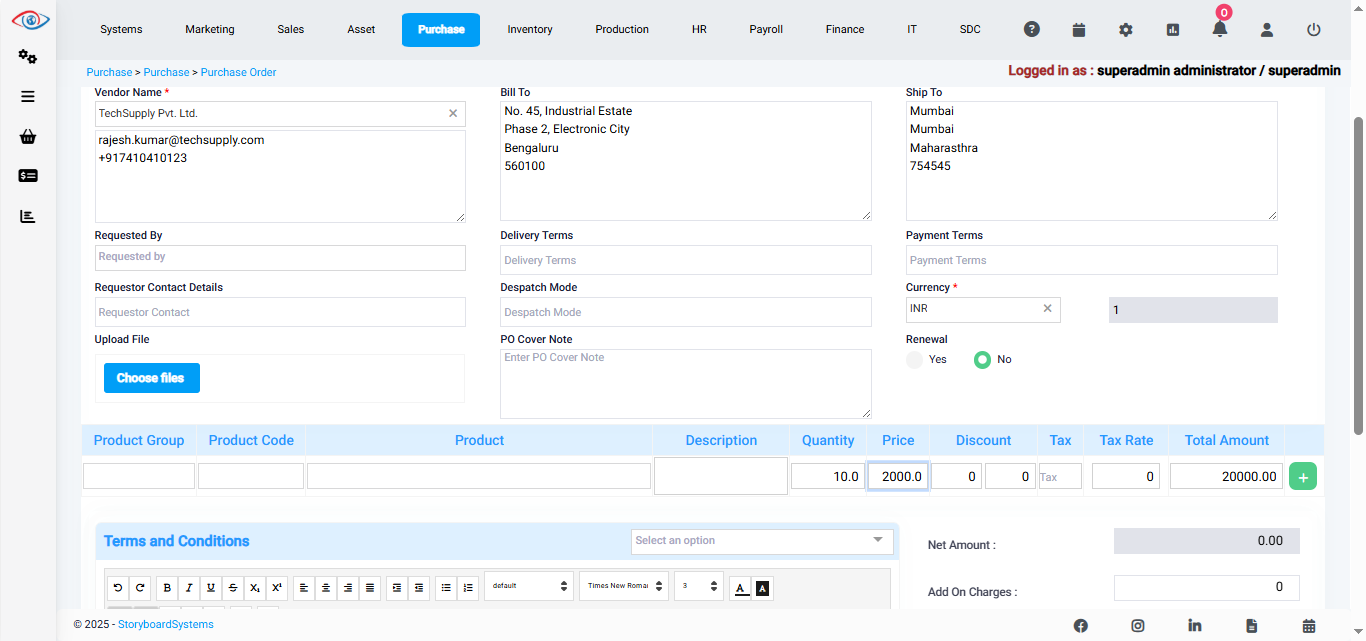 Systems Marketing Sales Asset Purchase Inventory Production HR Payroll Finance IT SDC 0
Purchase > Purchase > Purchase Order
Logged in as : superadmin administrator / superadmin
Vendor Name *
TechSupply Pvt. Ltd.
rajesh.kumar@techsupply.com
+917410410123
Bill To
No. 45, Industrial Estate
Phase 2, Electronic City
Bengaluru
560100
Ship To
Mumbai
Mumbai
Maharasthra
754545
Requested By
Requested by
Delivery Terms
Delivery Terms
Payment Terms
Payment Terms
Requestor Contact Details
Requestor Contact
Despatch Mode
Despatch Mode
Currency *
INR
1
Upload File
Choose files
PO Cover Note
Enter PO Cover Note
Renewal
Yes No
Product Group Product Code Product Description Quantity Price Discount Tax Tax Rate Total Amount
10.0 2000.0 0 0 Tax 0 20000.00 +
Terms and Conditions
Select an option
Net Amount : 0.00
Add On Charges : 0
B I U S X₁ X¹ default Times New Roma 3 A A
© 2025 - StoryboardSystems